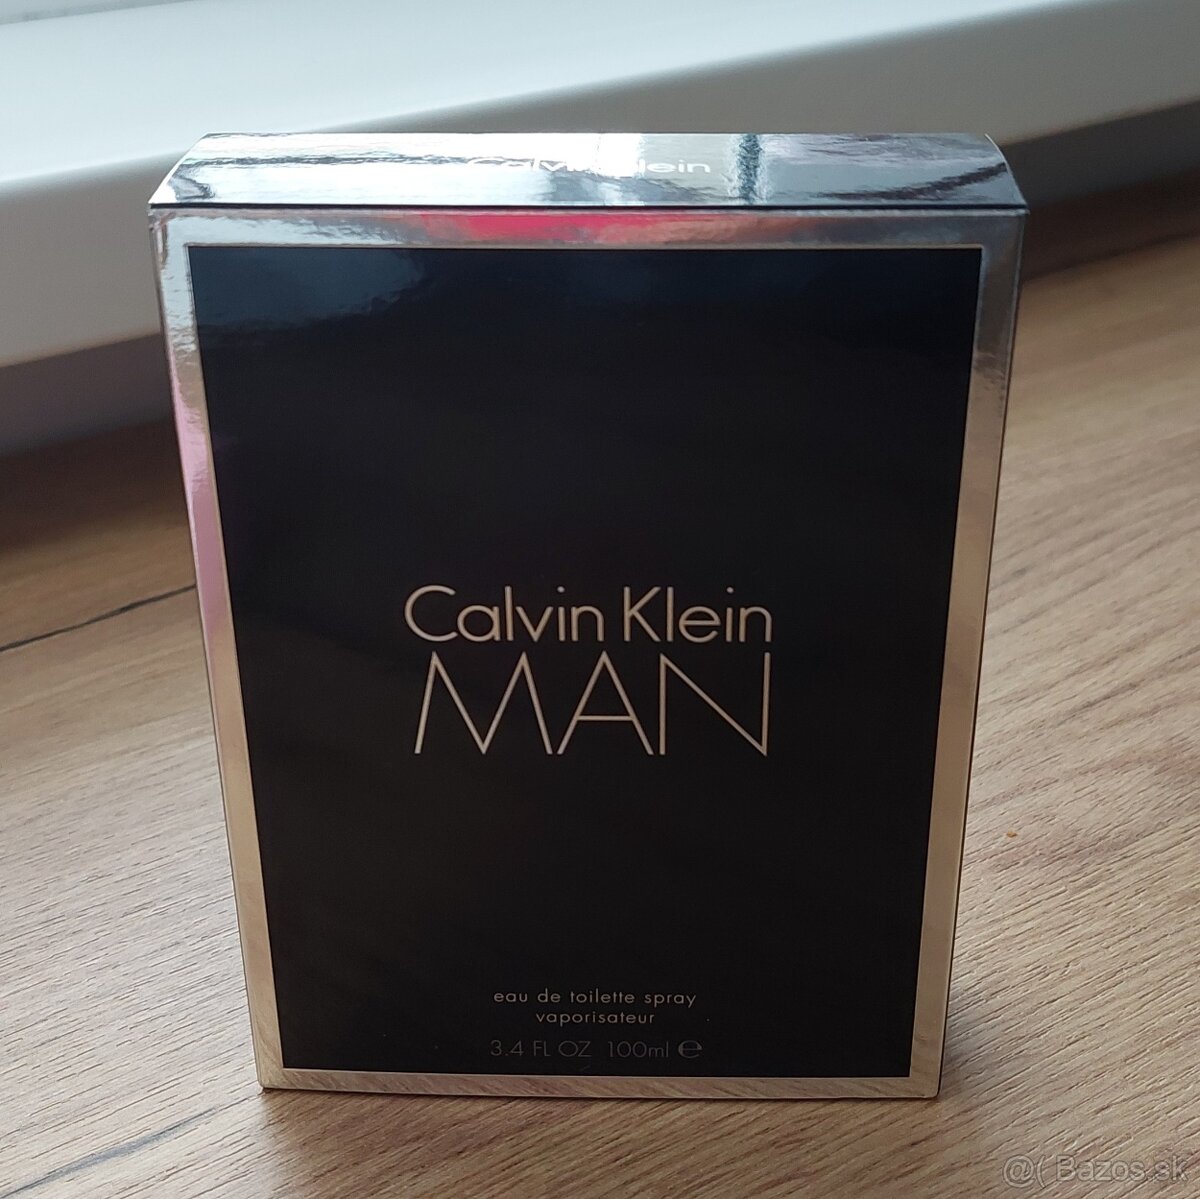 Calvin Klein
Calvin Klein
MAN
eau de toilette spray
vaporisateur
3.4 FL OZ 100ml ℮
@( Bazos.sk